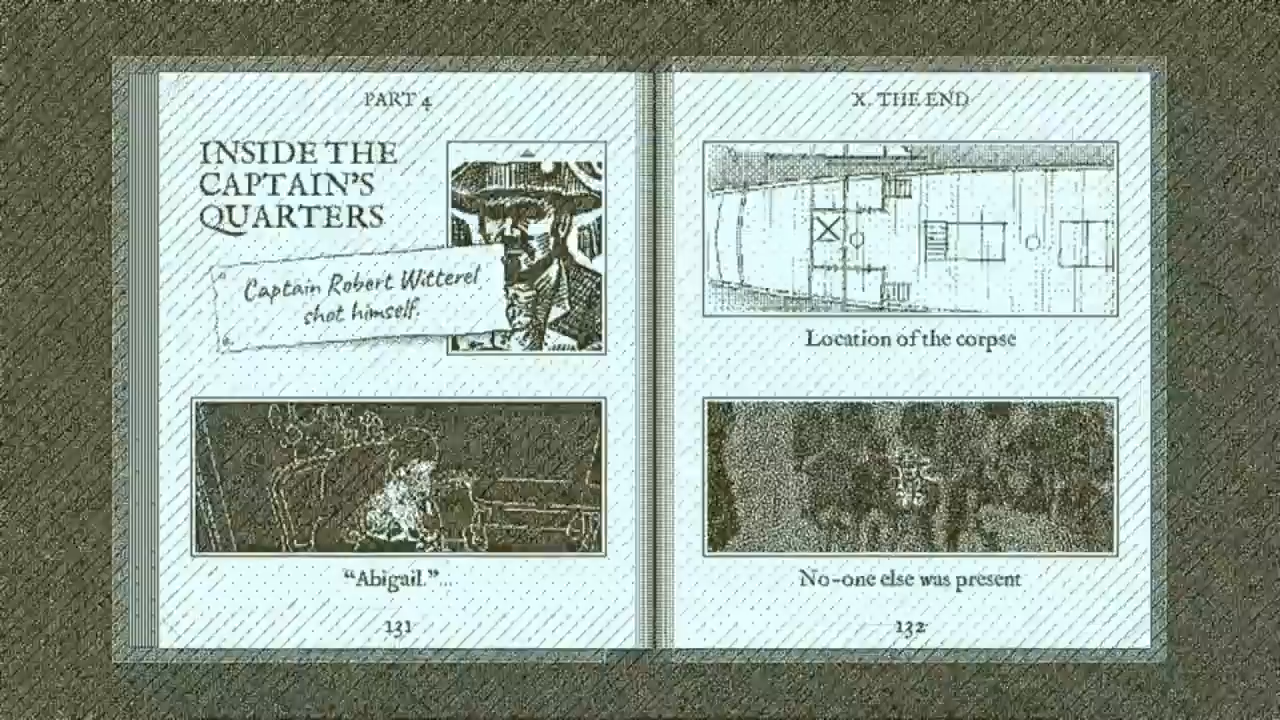 PART 4
INSIDE THE
CAPTAIN'S
QUARTERS
Captain Robert Witterel
shot himself.
"Abigail."...
131
X. THE END
Location of the corpse
No-one else was present
132